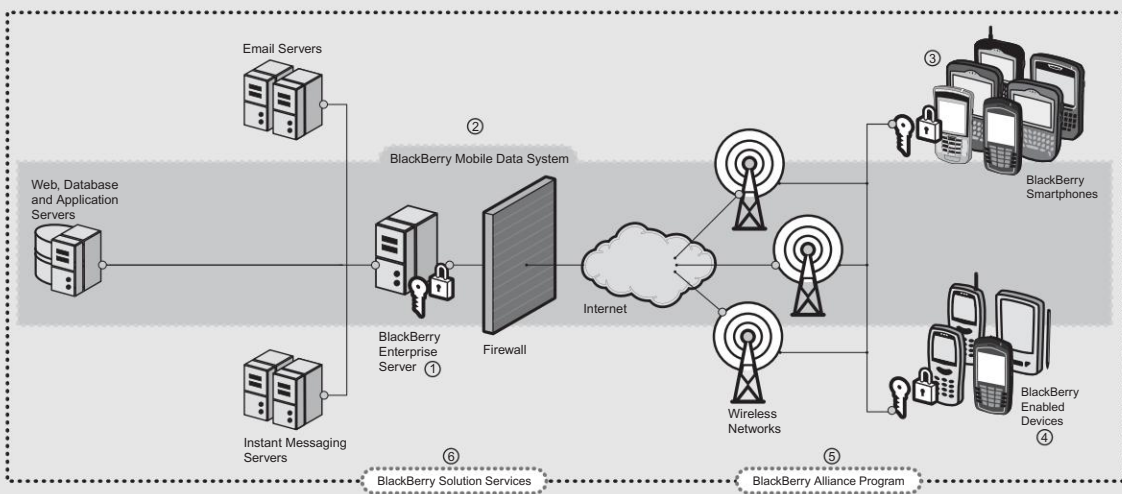 Email Servers
③
②
BlackBerry Mobile Data System
Web, Database
and Application
Servers
BlackBerry
Smartphones
Internet
BlackBerry
Enterprise
Server ①
Firewall
Wireless
Networks
BlackBerry
Enabled
Devices
④
Instant Messaging
Servers
⑥
⑤
BlackBerry Solution Services
BlackBerry Alliance Program